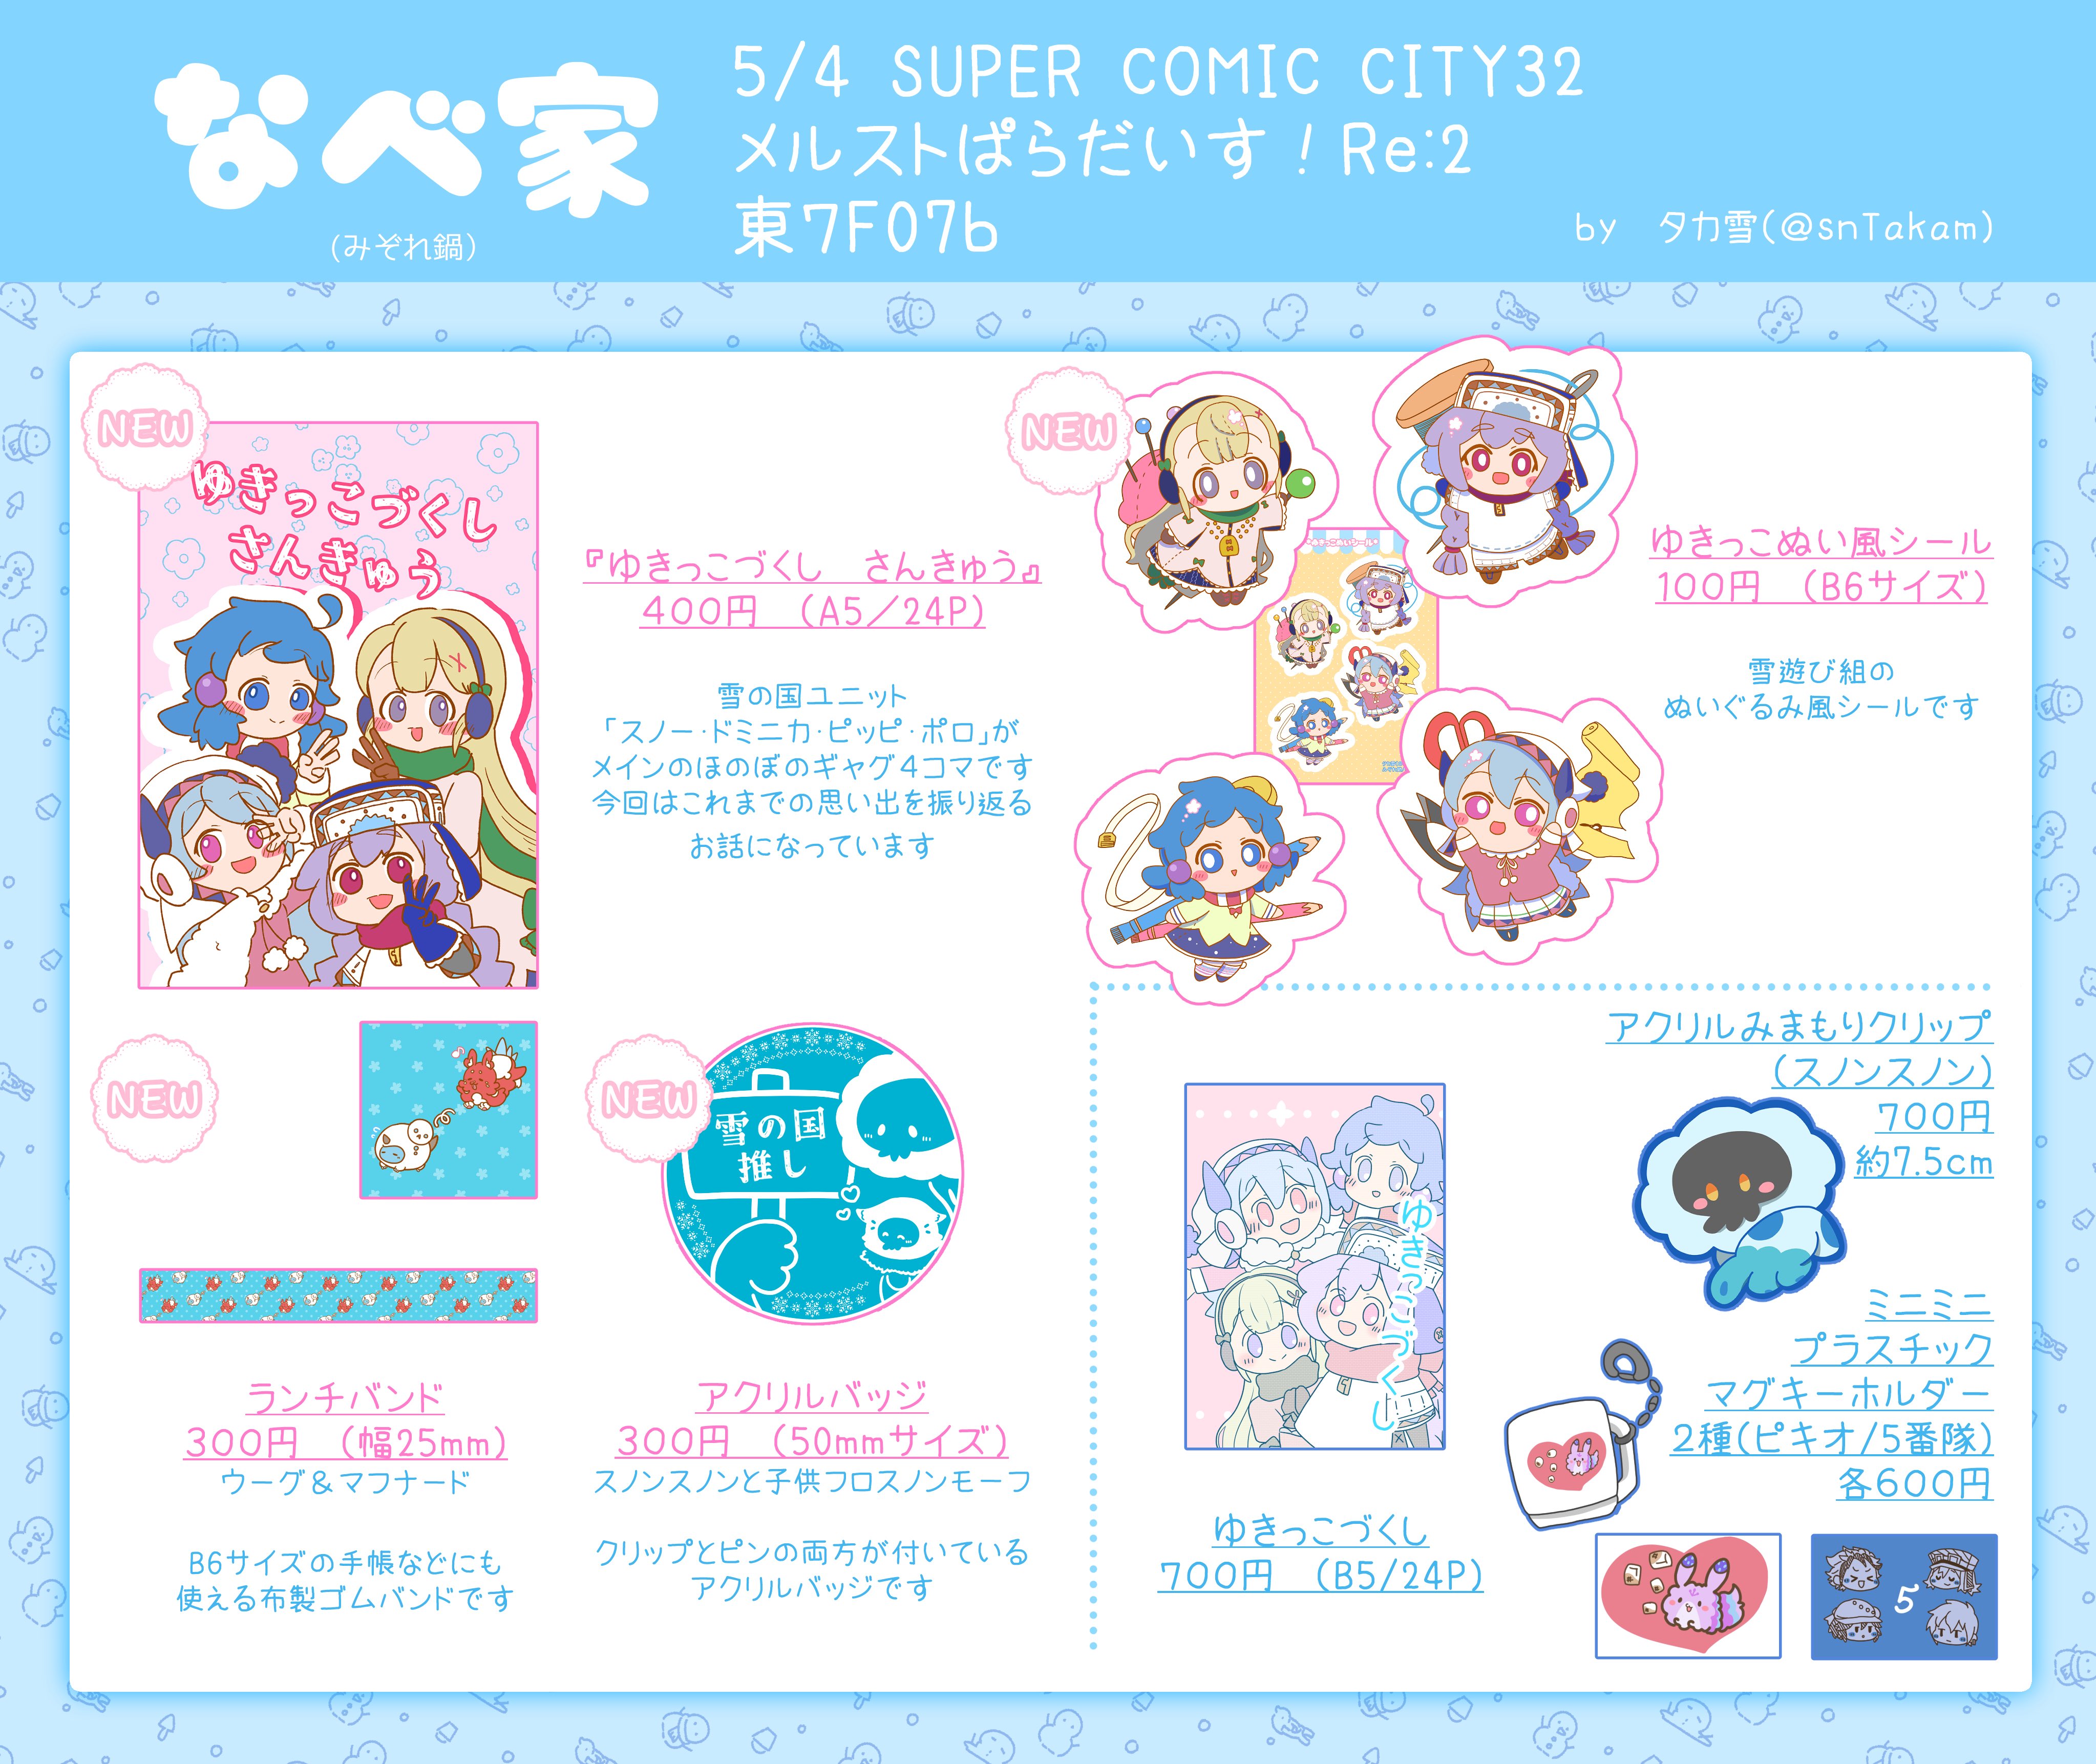 なべ家
(みぞれ鍋)
5/4 SUPER COMIC CITY32
メルストぱらだいす!Re:2
東7F07b
by タカ雪(@snTakam)
NEW
ゆきっこづくし
さんきゅう
『ゆきっこづくし さんきゅう』
400円 (A5/24P)
雪の国ユニット
「スノー・ドミニカ・ピッピ・ポロ」が
メインのほのぼのギャグ4コマです
今回はこれまでの思い出を振り返る
お話になっています
NEW
ゆきっこぬい風シール
100円 (B6サイズ)
雪遊び組の
ぬいぐるみ風シールです
NEW
ランチバンド
300円 (幅25mm)
ウーグ&マフナード
B6サイズの手帳などにも
使える布製ゴムバンドです
NEW
雪の国
推し
アクリルバッジ
300円 (50mmサイズ)
スノンスノンと子供フロスノンモーフ
クリップとピンの両方が付いている
アクリルバッジです
ゆきっこづくし
ゆきっこづくし
700円 (B5/24P)
アクリルみまもりクリップ
(スノンスノン)
700円
約7.5cm
ミニミニ
プラスチック
マグキーホルダー
2種(ピキオ/5番隊)
各600円
5